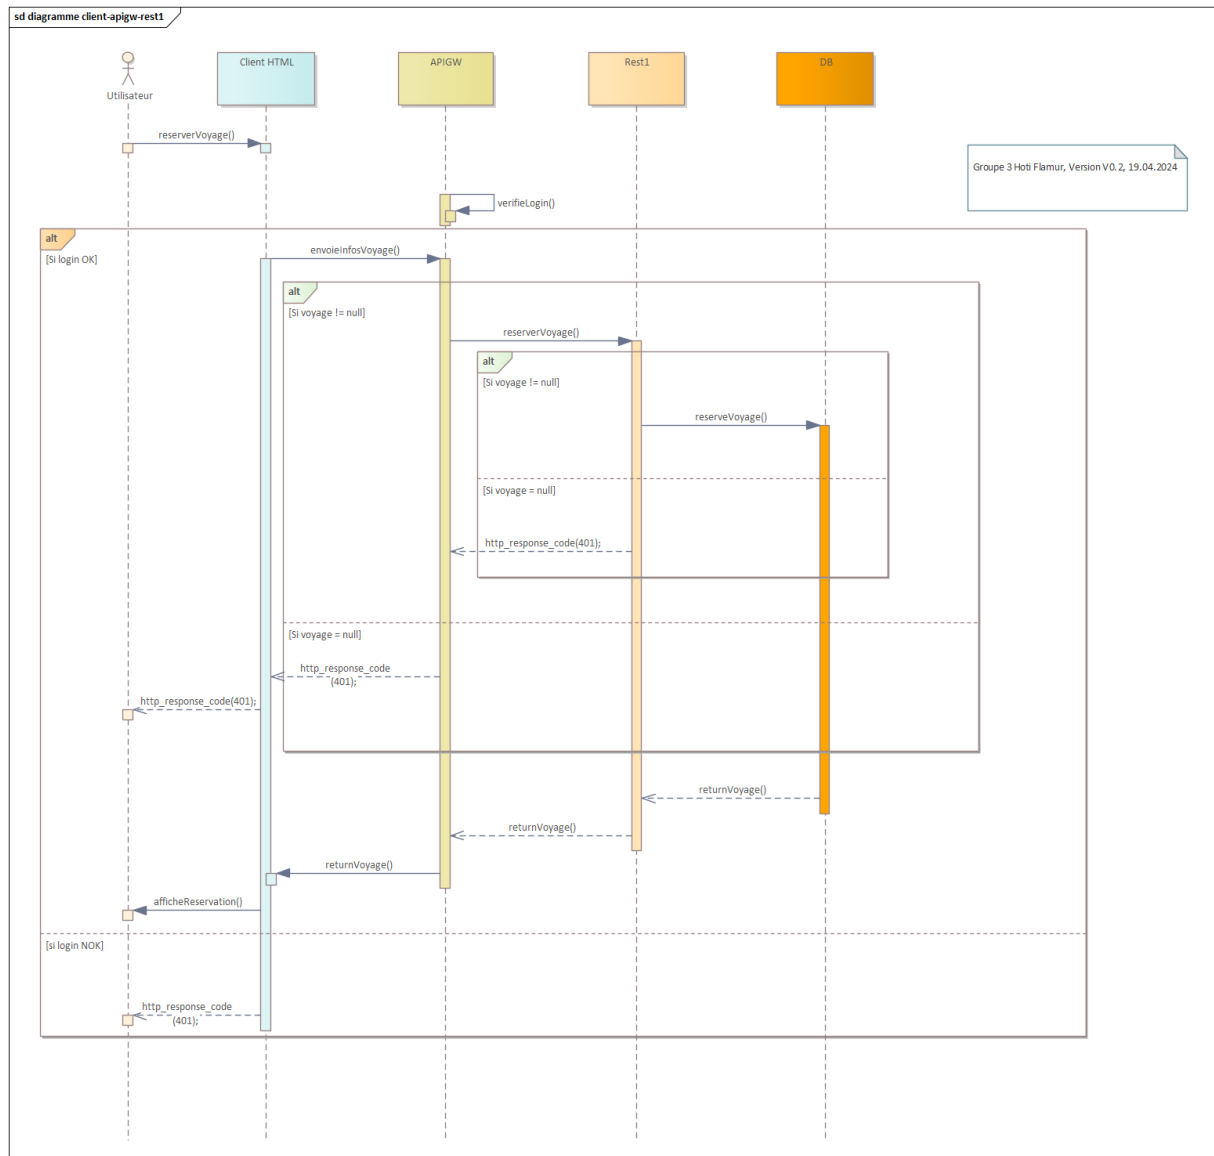 sd diagramme client-apigw-rest1
Utilisateur
Client HTML
APIGW
Rest1
DB
reserverVoyage()
Groupe 3 Hoti Flamur, Version V0.2, 19.04.2024
verifieLogin()
alt
[Si login OK]
envoieInfosVoyage()
alt
[Si voyage != null]
reserverVoyage()
alt
[Si voyage != null]
reserveVoyage()
[Si voyage = null]
http_response_code(401);
[Si voyage = null]
http_response_code
(401);
http_response_code(401);
returnVoyage()
returnVoyage()
returnVoyage()
afficheReservation()
[si login NOK]
http_response_code
(401);